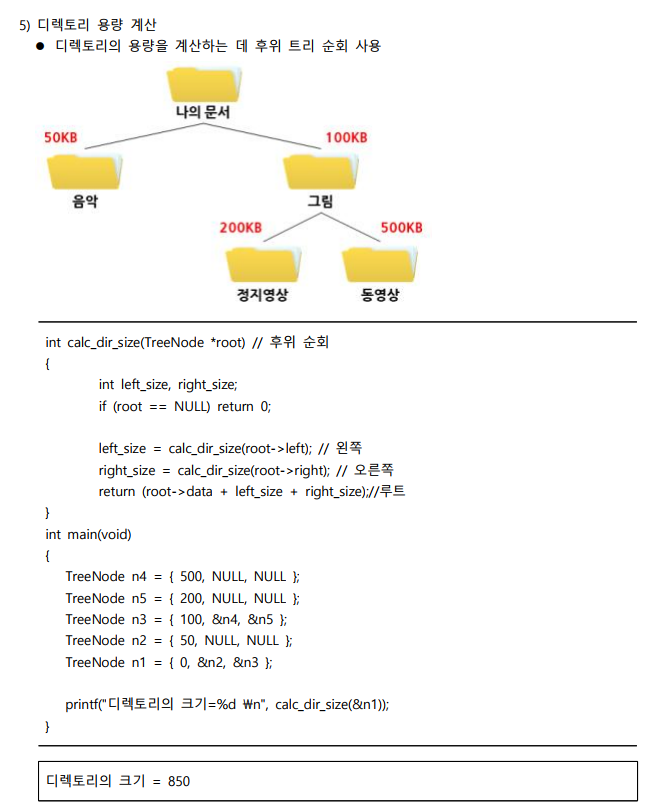 5) 디렉토리 용량 계산
● 디렉토리의 용량을 계산하는 데 후위 트리 순회 사용
나의 문서
50KB
100KB
음악
그림
200KB
500KB
정지영상
동영상
int calc_dir_size(TreeNode *root) // 후위 순회
{
int left_size, right_size;
if (root == NULL) return 0;
left_size = calc_dir_size(root->left); // 왼쪽
right_size = calc_dir_size(root->right); // 오른쪽
return (root->data + left_size + right_size);//루트
}
int main(void)
{
TreeNode n4 = { 500, NULL, NULL };
TreeNode n5 = { 200, NULL, NULL };
TreeNode n3 = { 100, &n4, &n5 };
TreeNode n2 = { 50, NULL, NULL };
TreeNode n1 = { 0, &n2, &n3 };
printf("디렉토리의 크기=%d ₩n", calc_dir_size(&n1));
}
디렉토리의 크기 = 850